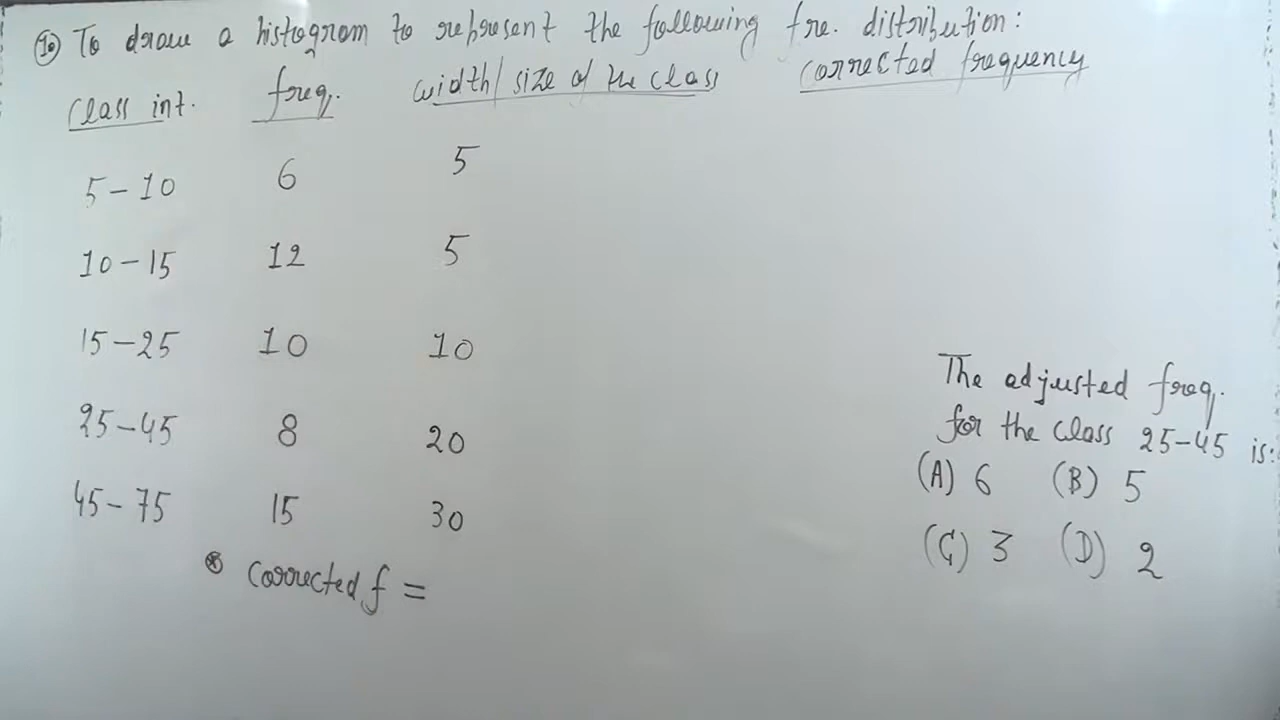 10 To draw a histogram to represent the following fre. distribution:
Class int. freq. width/size of the class corrected frequency
5-10 6 5
10-15 12 5
15-25 10 10
25-45 8 20
45-75 15 30
* Corrected f =
The adjusted freq.
for the class 25-45 is:
(A) 6 (B) 5
(C) 3 (D) 2